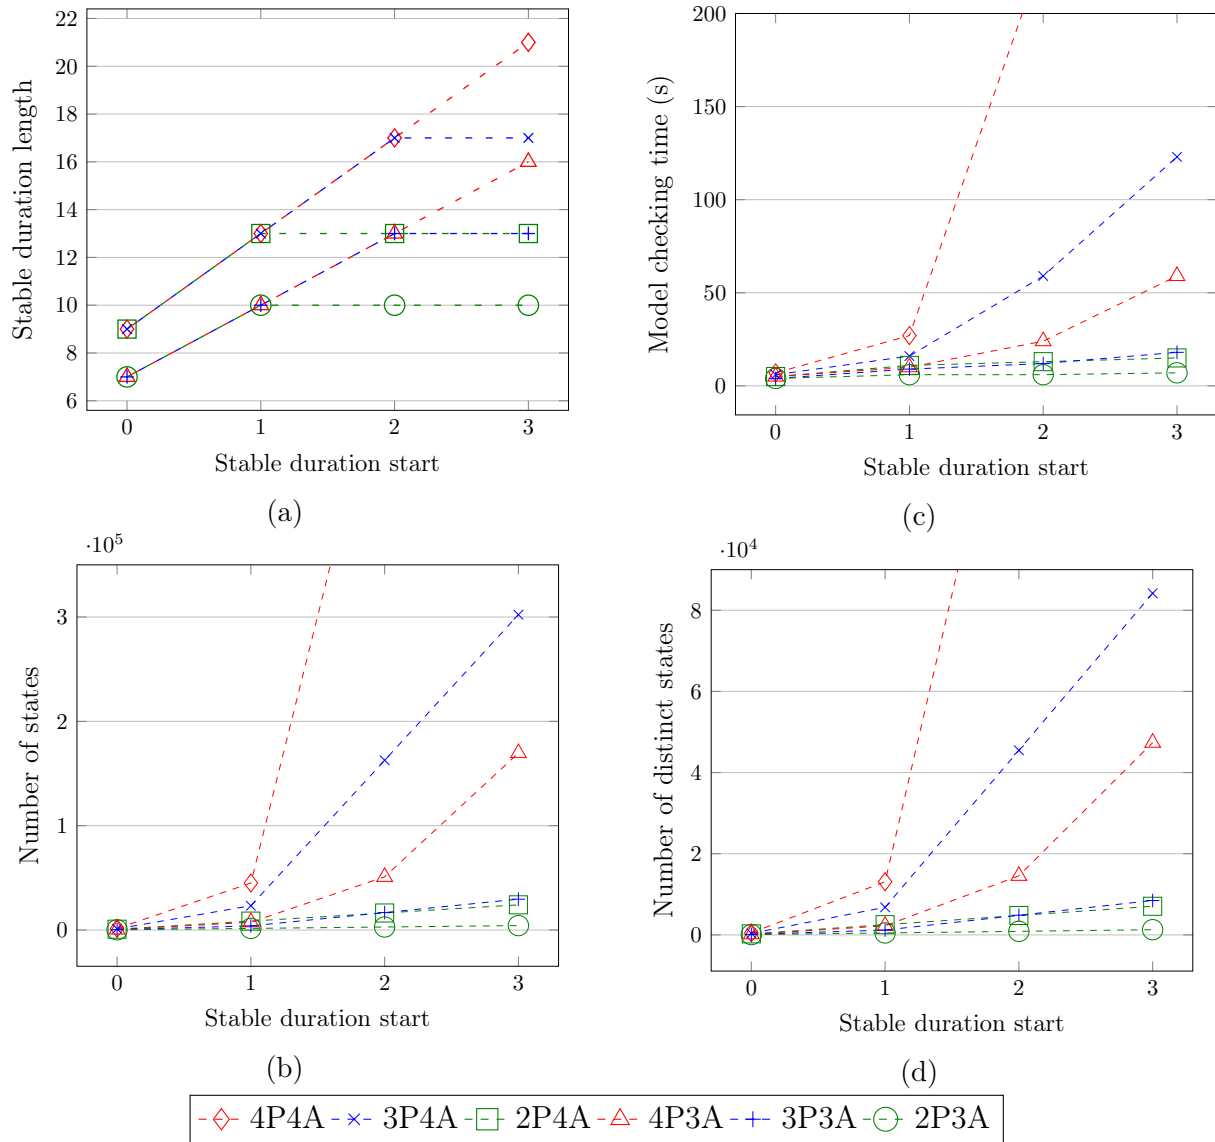 22
20
18
16
14
12
10
8
6
Stable duration length
0 1 2 3
Stable duration start
(a)
200
150
100
50
0
Model checking time (s)
0 1 2 3
Stable duration start
(c)
·10^5
3
2
1
0
Number of states
0 1 2 3
Stable duration start
(b)
·10^4
8
6
4
2
0
Number of distinct states
0 1 2 3
Stable duration start
(d)
4P4A 3P4A 2P4A 4P3A 3P3A 2P3A